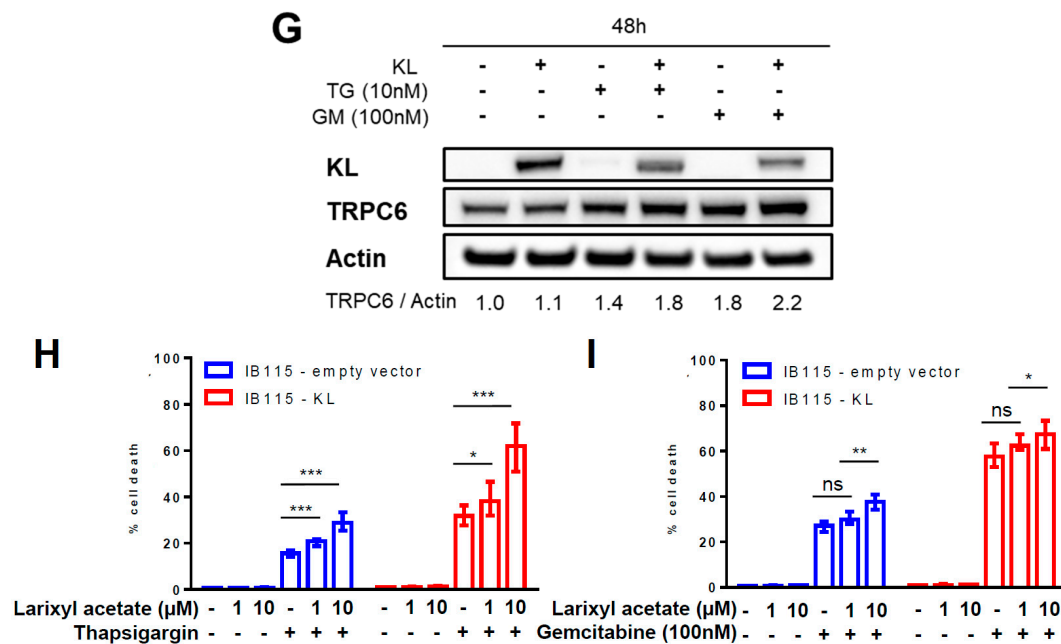 G
48h
KL - + - + - +
TG (10nM) - - + + - -
GM (100nM) - - - - + +
KL
TRPC6
Actin
TRPC6 / Actin 1.0 1.1 1.4 1.8 1.8 2.2
H
% cell death
100
80
60
40
20
0
IB115 - empty vector
IB115 - KL
***
***
***
*
Larixyl acetate (µM) - 1 10 - 1 10 - 1 10 - 1 10
Thapsigargin - - - + + + - - - + + +
I
% cell death
100
80
60
40
20
0
IB115 - empty vector
IB115 - KL
ns
**
ns
*
Larixyl acetate (µM) - 1 10 - 1 10 - 1 10 - 1 10
Gemcitabine (100nM) - - - + + + - - - + + +